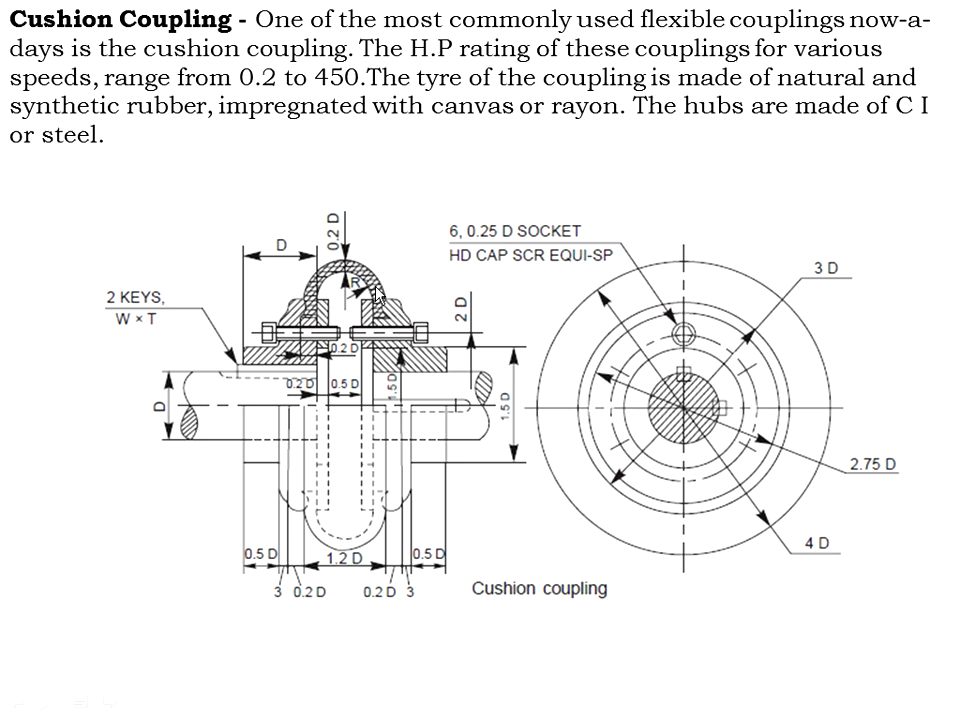 Cushion Coupling - One of the most commonly used flexible couplings now-a-
days is the cushion coupling. The H.P rating of these couplings for various
speeds, range from 0.2 to 450.The tyre of the coupling is made of natural and
synthetic rubber, impregnated with canvas or rayon. The hubs are made of C I
or steel.
0.2 D
6, 0.25 D SOCKET
HD CAP SCR EQUI-SP
D
3 D
R
2 KEYS,
W × T
2 D
0.2 D
0.2 D
0.5 D
1.5 D
1.5 D
D
2.75 D
4 D
0.5 D
1.2 D
0.5 D
3
0.2 D
0.2 D
3
Cushion coupling